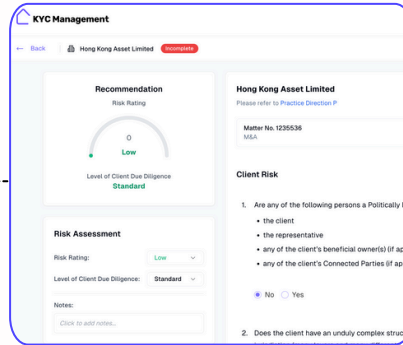 KYC Management
← Back
Hong Kong Asset Limited
Incomplete
Recommendation
Risk Rating
0
Low
Level of Client Due Diligence
Standard
Risk Assessment
Risk Rating:
Low
Level of Client Due Diligence:
Standard
Notes:
Click to add notes...
Hong Kong Asset Limited
Please refer to Practice Direction P
Matter No. 1235536
M&A
Client Risk
1. Are any of the following persons a Politically
• the client
• the representative
• any of the client's beneficial owner(s) (if ap
• any of the client's Connected Parties (if ap
No Yes
2. Does the client have an unduly complex struc